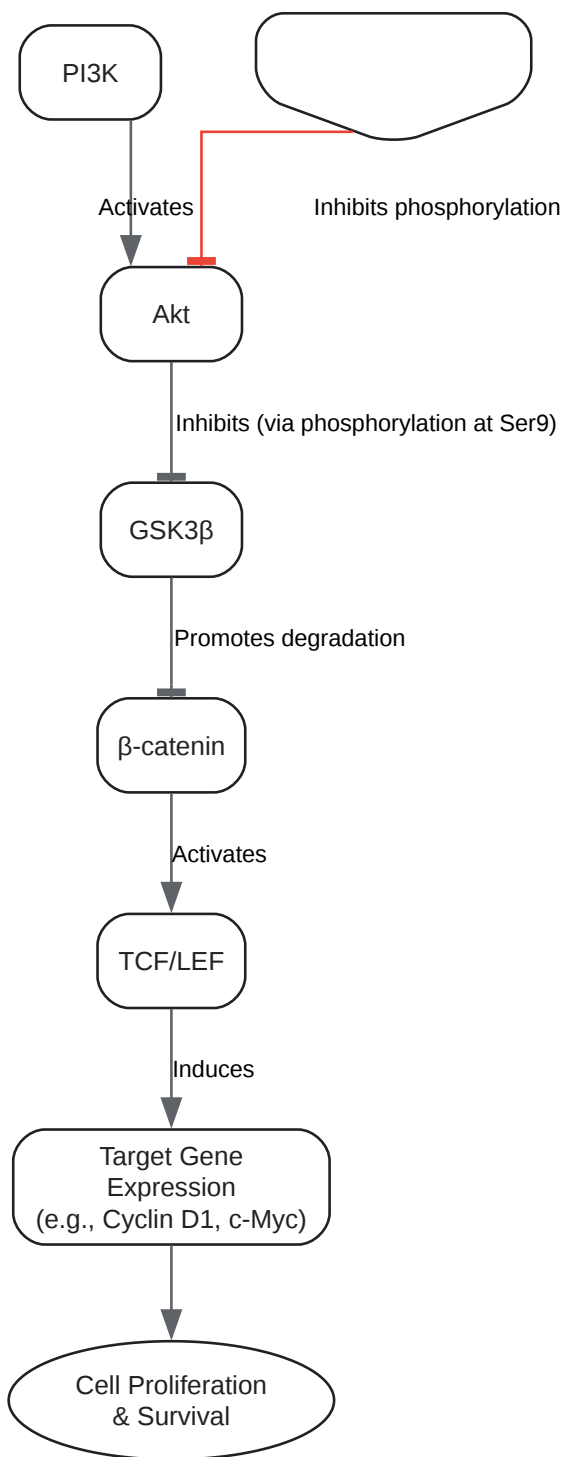 PI3K
Activates
Inhibits phosphorylation
Akt
Inhibits (via phosphorylation at Ser9)
GSK3β
Promotes degradation
β-catenin
Activates
TCF/LEF
Induces
Target Gene
Expression
(e.g., Cyclin D1, c-Myc)
Cell Proliferation
& Survival